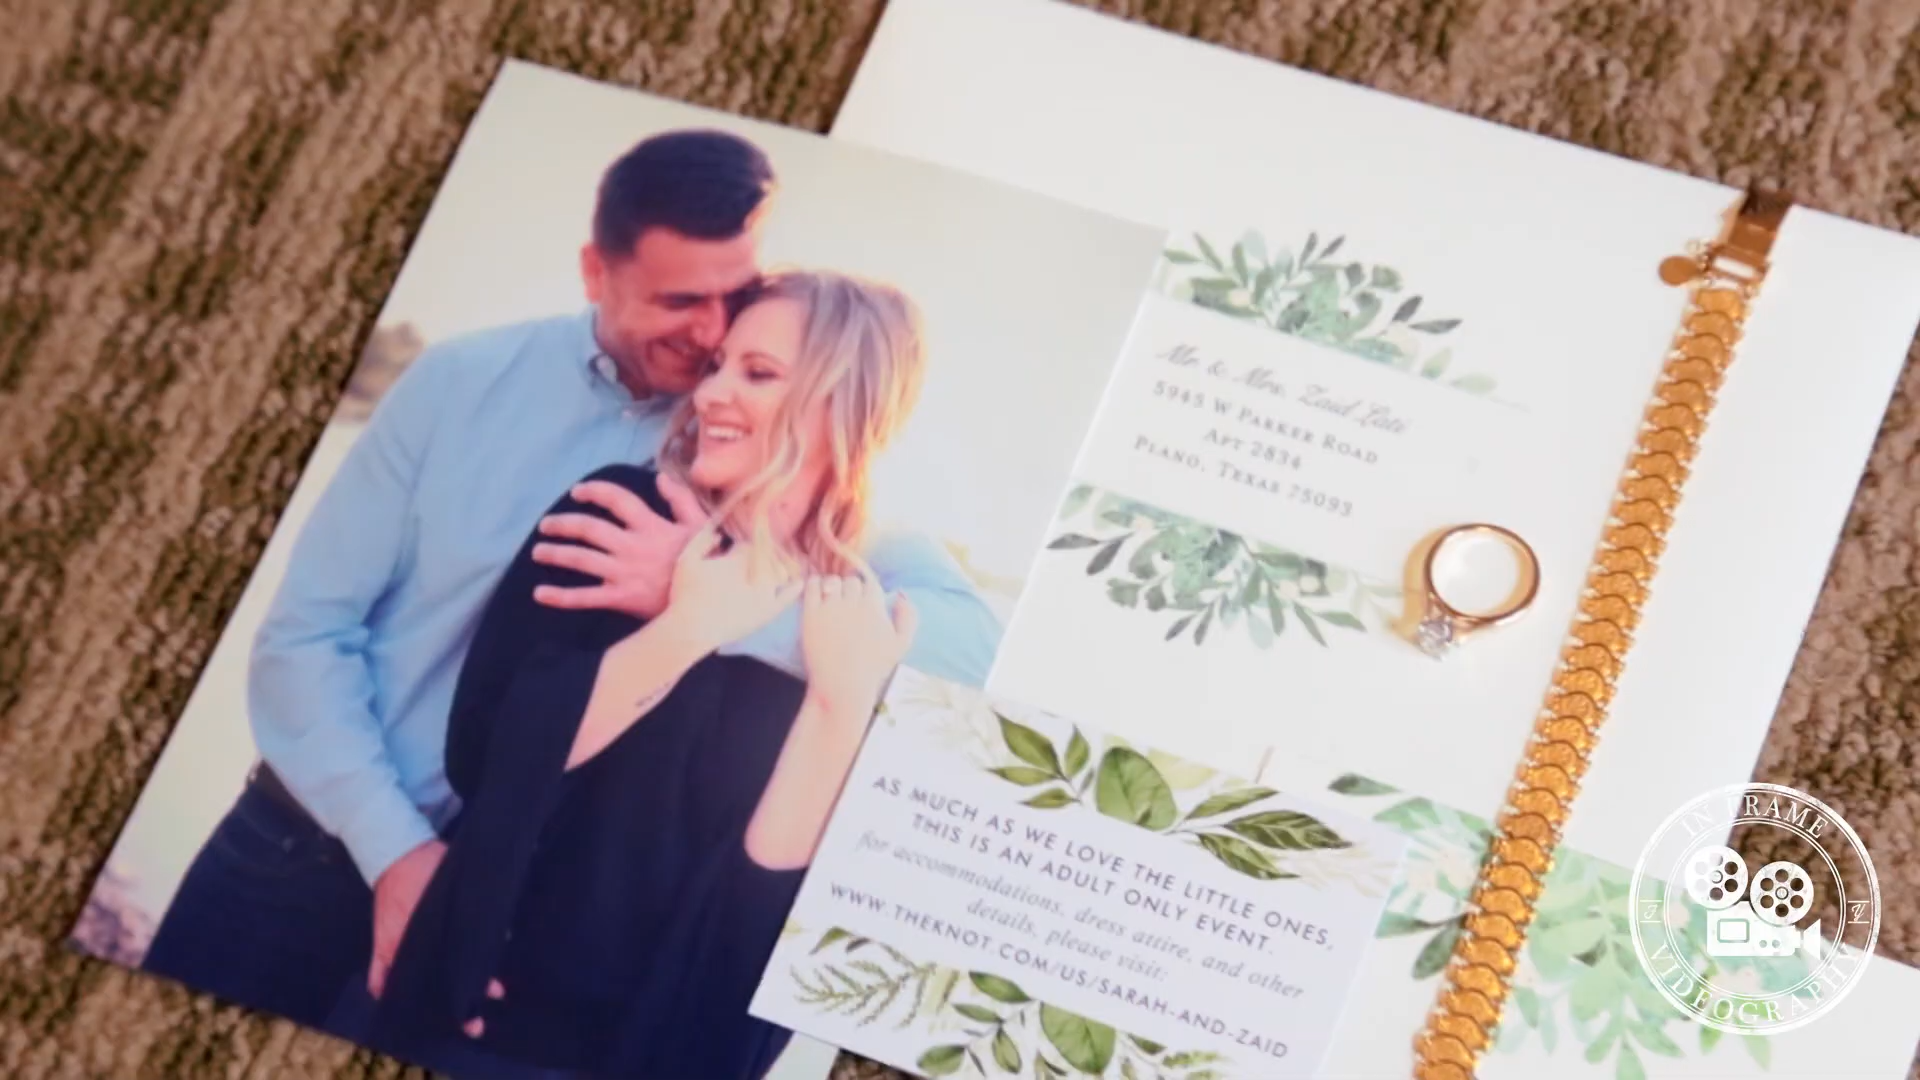 Mr. & Mrs. Zaid Lati
5945 W PARKER ROAD
APT 2834
PLANO, TEXAS 75093
AS MUCH AS WE LOVE THE LITTLE ONES,
THIS IS AN ADULT ONLY EVENT.
for accommodations, dress attire, and other
details, please visit:
WWW.THEKNOT.COM/US/SARAH-AND-ZAID
IN FRAME
VIDEOGRAPHY